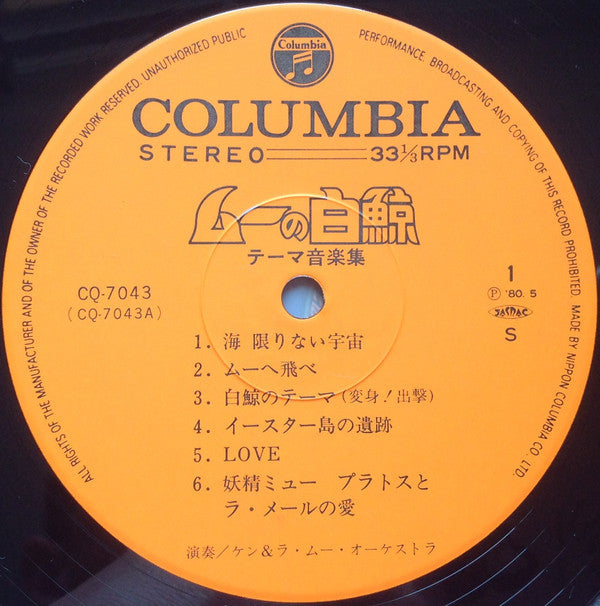 ALL RIGHTS OF THE MANUFACTURER AND OF THE OWNER OF THE RECORDED WORK RESERVED. UNAUTHORIZED PUBLIC PERFORMANCE, BROADCASTING AND COPYING OF THIS RECORD PROHIBITED. MADE BY NIPPON COLUMBIA CO. LTD.
Columbia
COLUMBIA
STEREO 33⅓RPM
ムーの白鯨
テーマ音楽集
CQ-7043
(CQ-7043A)
1
Ⓟ '80. 5
JASRAC
S
1. 海 限りない宇宙
2. ムーへ飛べ
3. 白鯨のテーマ(変身!出撃)
4. イースター島の遺跡
5. LOVE
6. 妖精ミュー プラトスと
ラ・メールの愛
演奏/ケン&ラ・ムー・オーケストラ